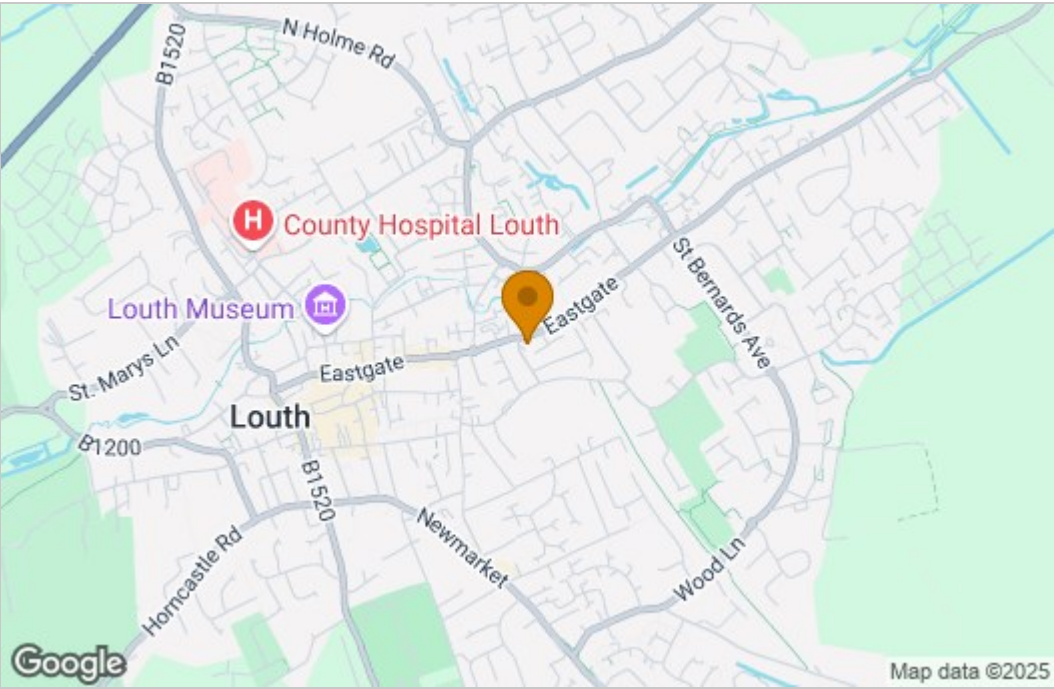 B1520
N Holme Rd
H
County Hospital Louth
Louth Museum
St Bernards Ave
Eastgate
St. Marys Ln
Eastgate
Louth
B1200
B1520
Newmarket
Horncastle Rd
Wood Ln
Google
Map data ©2025